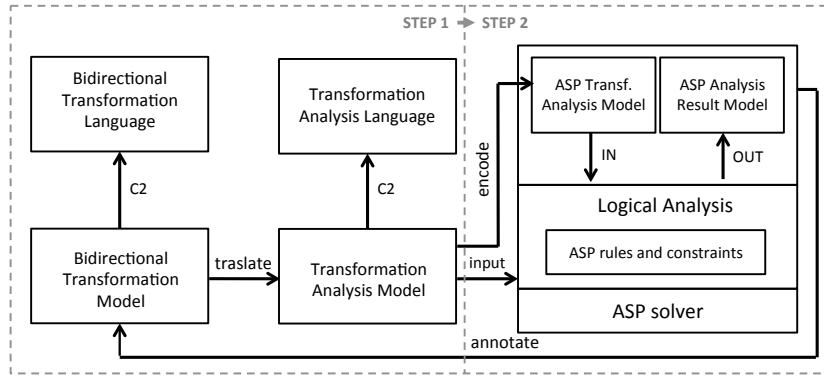 STEP 1
STEP 2
Bidirectional
Transformation
Language
Transformation
Analysis Language
ASP Transf.
Analysis Model
ASP Analysis
Result Model
encode
IN
OUT
C2
C2
Logical Analysis
ASP rules and constraints
Bidirectional
Transformation
Model
traslate
Transformation
Analysis Model
input
ASP solver
annotate